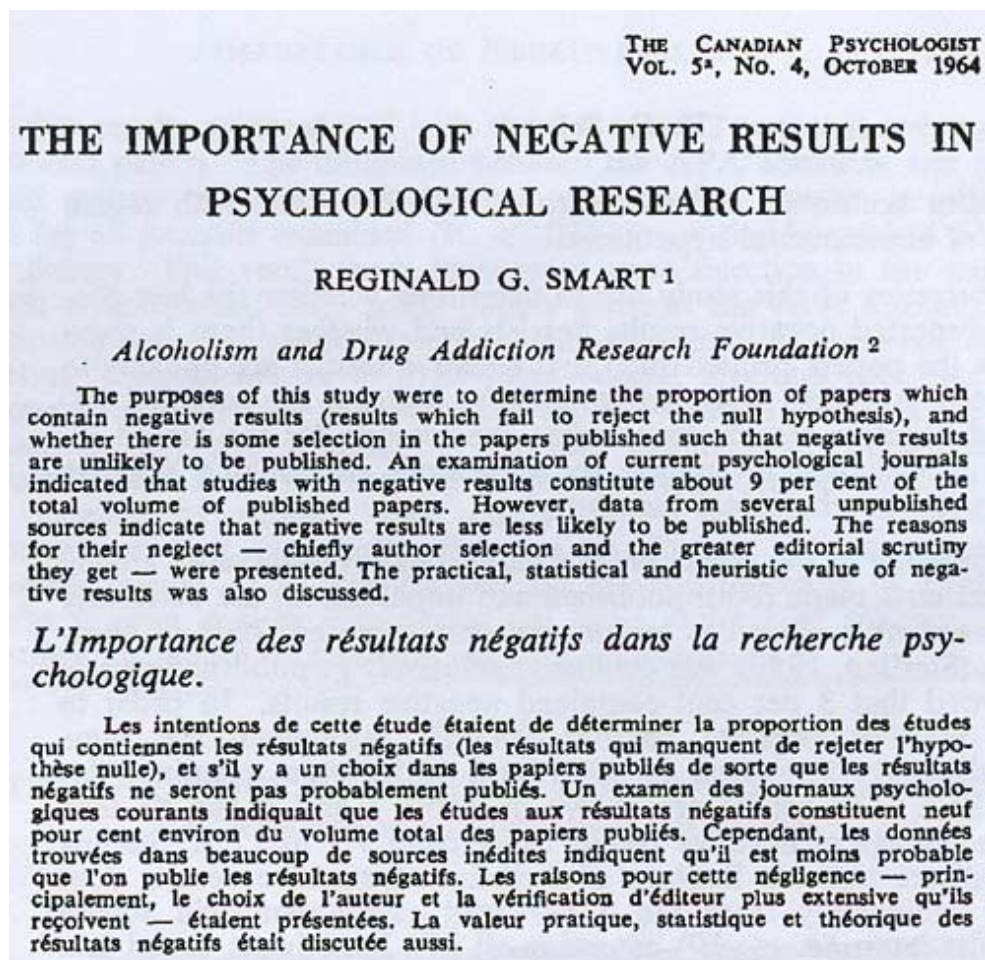 THE CANADIAN PSYCHOLOGIST
VOL. 5ª, NO. 4, OCTOBER 1964
THE IMPORTANCE OF NEGATIVE RESULTS IN
PSYCHOLOGICAL RESEARCH
REGINALD G. SMART ¹
Alcoholism and Drug Addiction Research Foundation ²
The purposes of this study were to determine the proportion of papers which
contain negative results (results which fail to reject the null hypothesis), and
whether there is some selection in the papers published such that negative results
are unlikely to be published. An examination of current psychological journals
indicated that studies with negative results constitute about 9 per cent of the
total volume of published papers. However, data from several unpublished
sources indicate that negative results are less likely to be published. The reasons
for their neglect — chiefly author selection and the greater editorial scrutiny
they get — were presented. The practical, statistical and heuristic value of nega-
tive results was also discussed.
L'Importance des résultats négatifs dans la recherche psy-
chologique.
Les intentions de cette étude étaient de déterminer la proportion des études
qui contiennent les résultats négatifs (les résultats qui manquent de rejeter l'hypo-
thèse nulle), et s'il y a un choix dans les papiers publiés de sorte que les résultats
négatifs ne seront pas probablement publiés. Un examen des journaux psycholo-
giques courants indiquait que les études aux résultats négatifs constituent neuf
pour cent environ du volume total des papiers publiés. Cependant, les données
trouvées dans beaucoup de sources inédites indiquent qu'il est moins probable
que l'on publie les résultats négatifs. Les raisons pour cette négligence — prin-
cipalement, le choix de l'auteur et la vérification d'éditeur plus extensive qu'ils
reçoivent — étaient présentées. La valeur pratique, statistique et théorique des
résultats négatifs était discutée aussi.